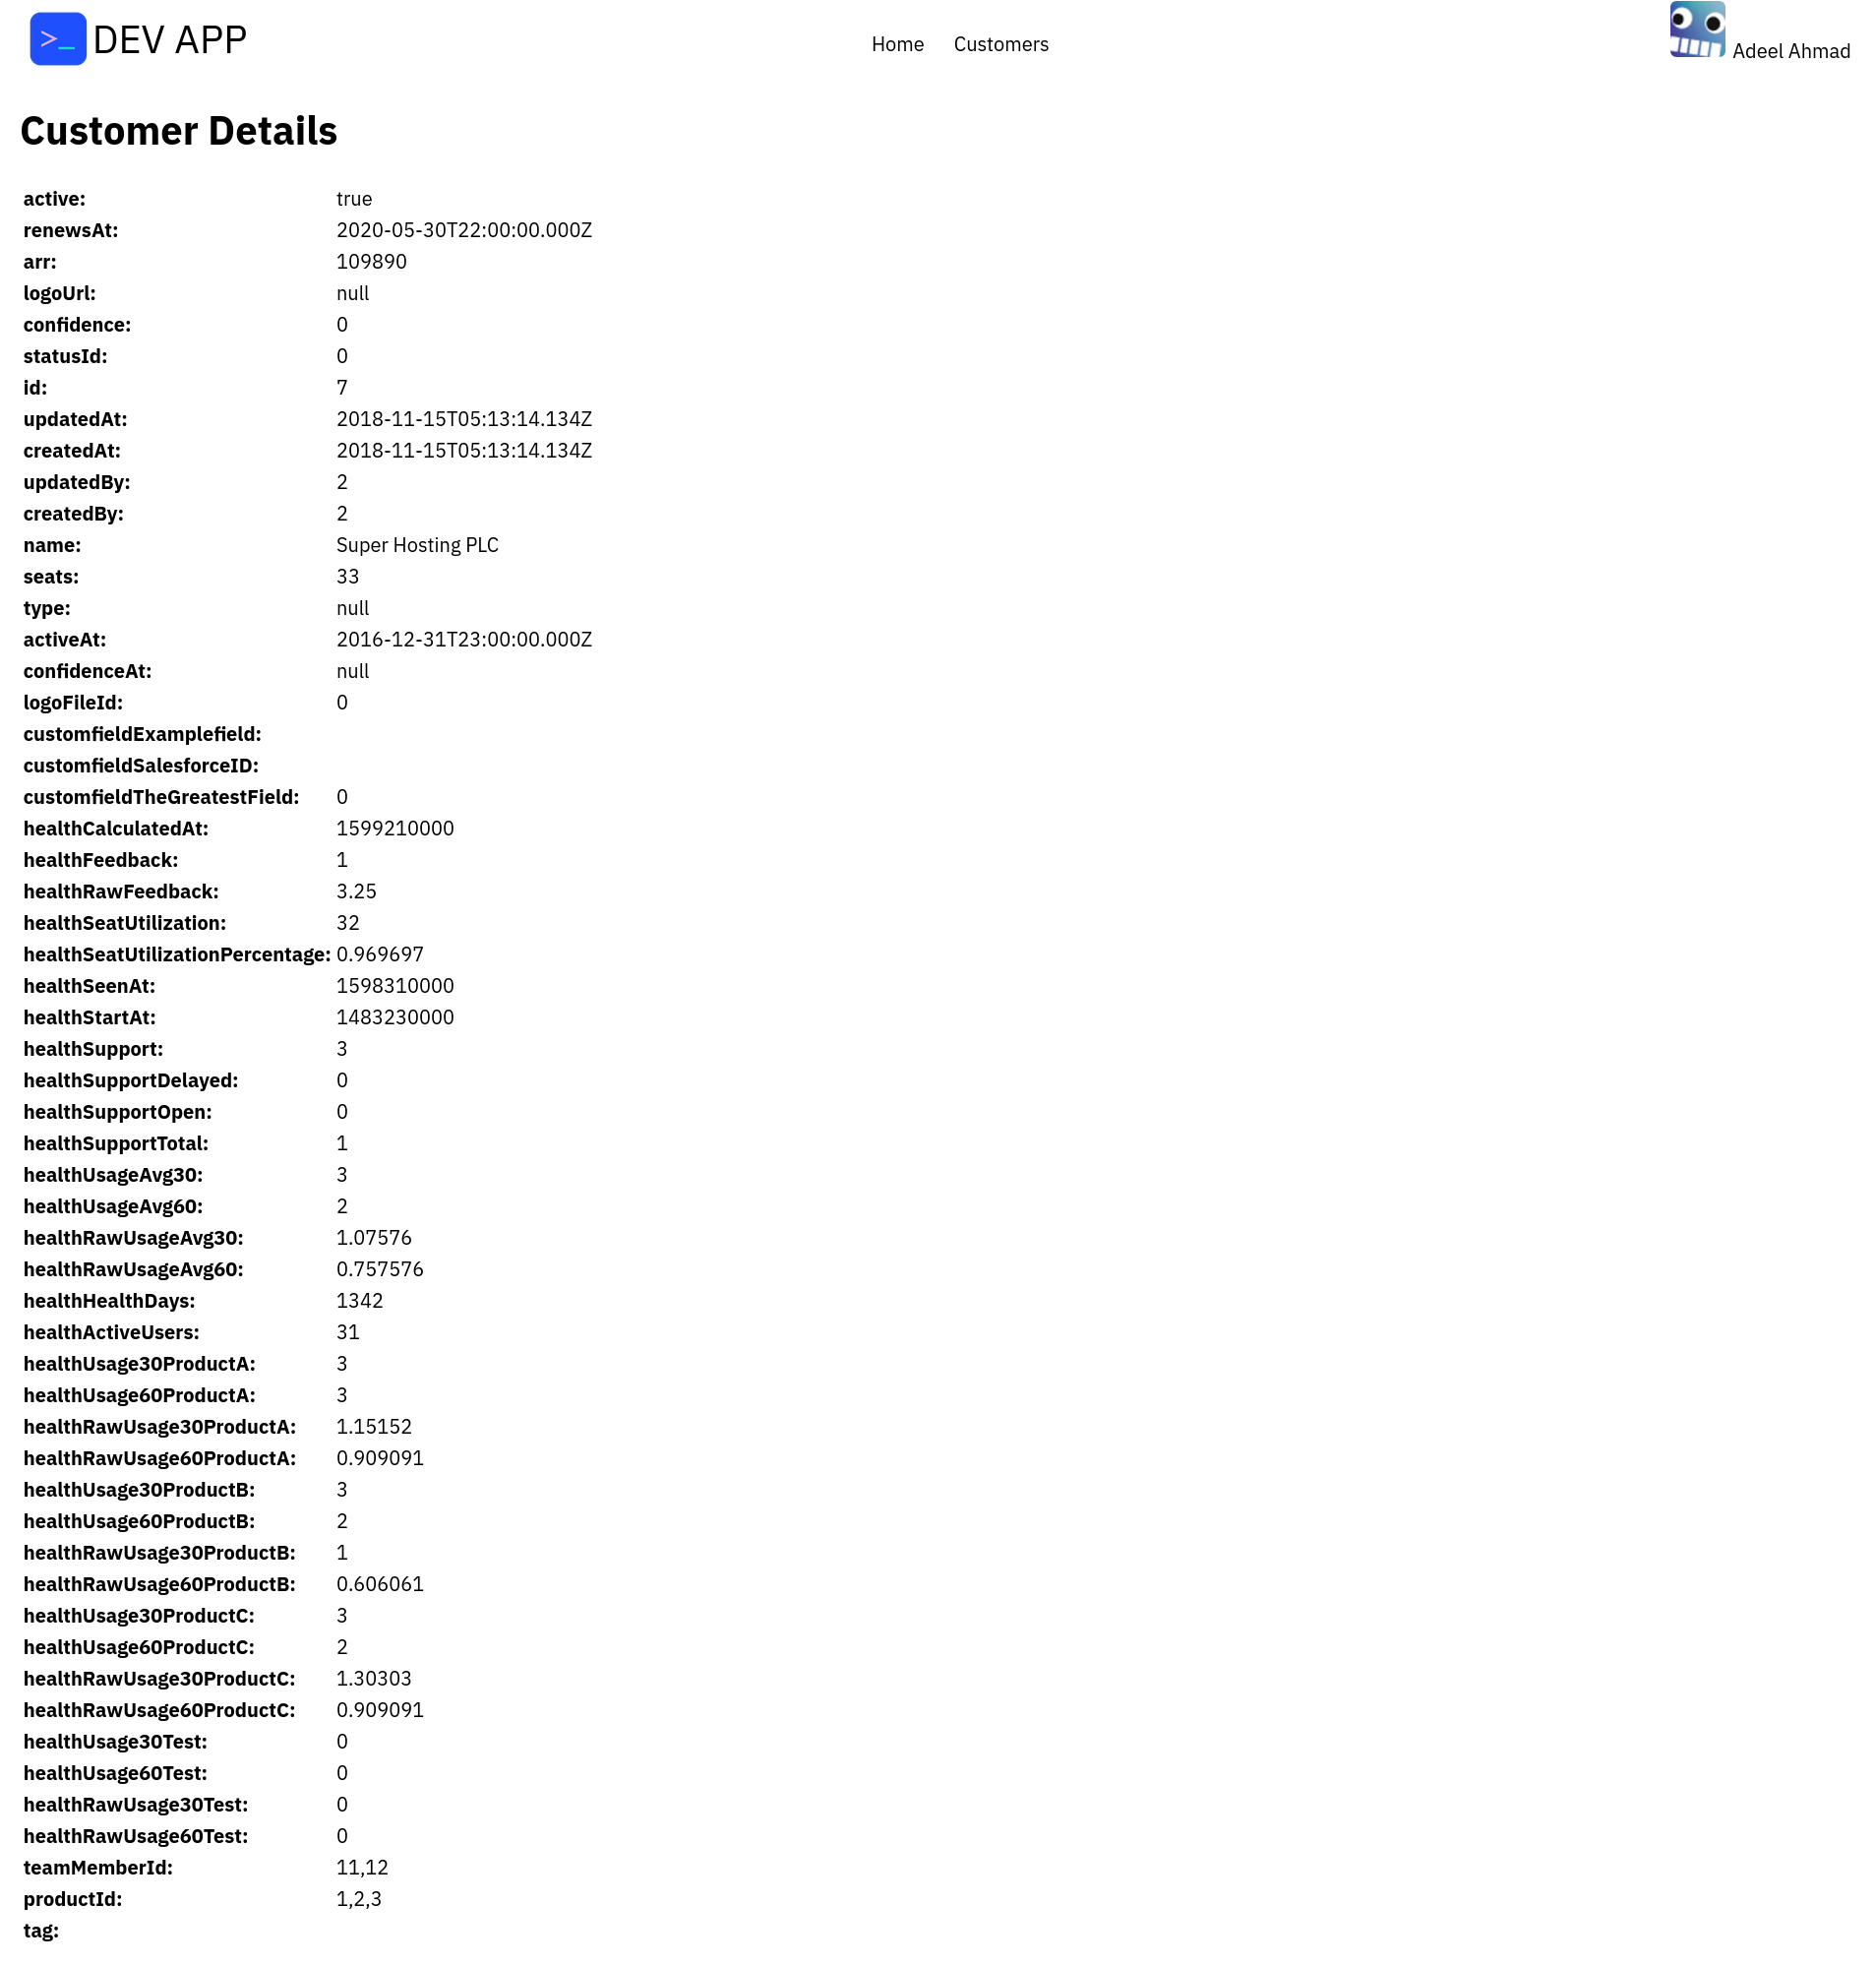 >_ DEV APP Home Customers Adeel Ahmad
Customer Details
active: true
renewsAt: 2020-05-30T22:00:00.000Z
arr: 109890
logoUrl: null
confidence: 0
statusId: 0
id: 7
updatedAt: 2018-11-15T05:13:14.134Z
createdAt: 2018-11-15T05:13:14.134Z
updatedBy: 2
createdBy: 2
name: Super Hosting PLC
seats: 33
type: null
activeAt: 2016-12-31T23:00:00.000Z
confidenceAt: null
logoFileId: 0
customfieldExamplefield:
customfieldSalesforceID:
customfieldTheGreatestField: 0
healthCalculatedAt: 1599210000
healthFeedback: 1
healthRawFeedback: 3.25
healthSeatUtilization: 32
healthSeatUtilizationPercentage: 0.969697
healthSeenAt: 1598310000
healthStartAt: 1483230000
healthSupport: 3
healthSupportDelayed: 0
healthSupportOpen: 0
healthSupportTotal: 1
healthUsageAvg30: 3
healthUsageAvg60: 2
healthRawUsageAvg30: 1.07576
healthRawUsageAvg60: 0.757576
healthHealthDays: 1342
healthActiveUsers: 31
healthUsage30ProductA: 3
healthUsage60ProductA: 3
healthRawUsage30ProductA: 1.15152
healthRawUsage60ProductA: 0.909091
healthUsage30ProductB: 3
healthUsage60ProductB: 2
healthRawUsage30ProductB: 1
healthRawUsage60ProductB: 0.606061
healthUsage30ProductC: 3
healthUsage60ProductC: 2
healthRawUsage30ProductC: 1.30303
healthRawUsage60ProductC: 0.909091
healthUsage30Test: 0
healthUsage60Test: 0
healthRawUsage30Test: 0
healthRawUsage60Test: 0
teamMemberId: 11,12
productId: 1,2,3
tag: